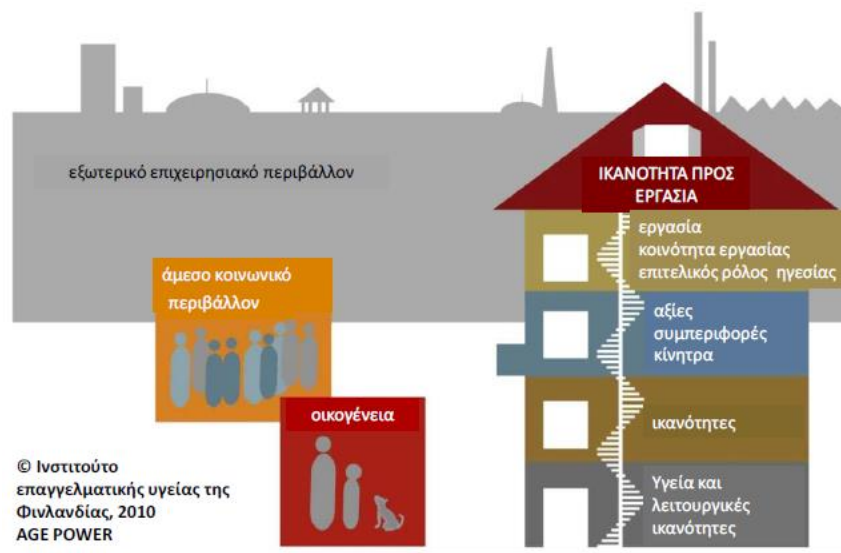 εξωτερικό επιχειρησιακό περιβάλλον
άμεσο κοινωνικό
περιβάλλον
οικογένεια
© Ινστιτούτο
επαγγελματικής υγείας της
Φινλανδίας, 2010
AGE POWER
ΙΚΑΝΟΤΗΤΑ ΠΡΟΣ
ΕΡΓΑΣΙΑ
εργασία
κοινότητα εργασίας
επιτελικός ρόλος ηγεσίας
αξίες
συμπεριφορές
κίνητρα
ικανότητες
Υγεία και
λειτουργικές
ικανότητες